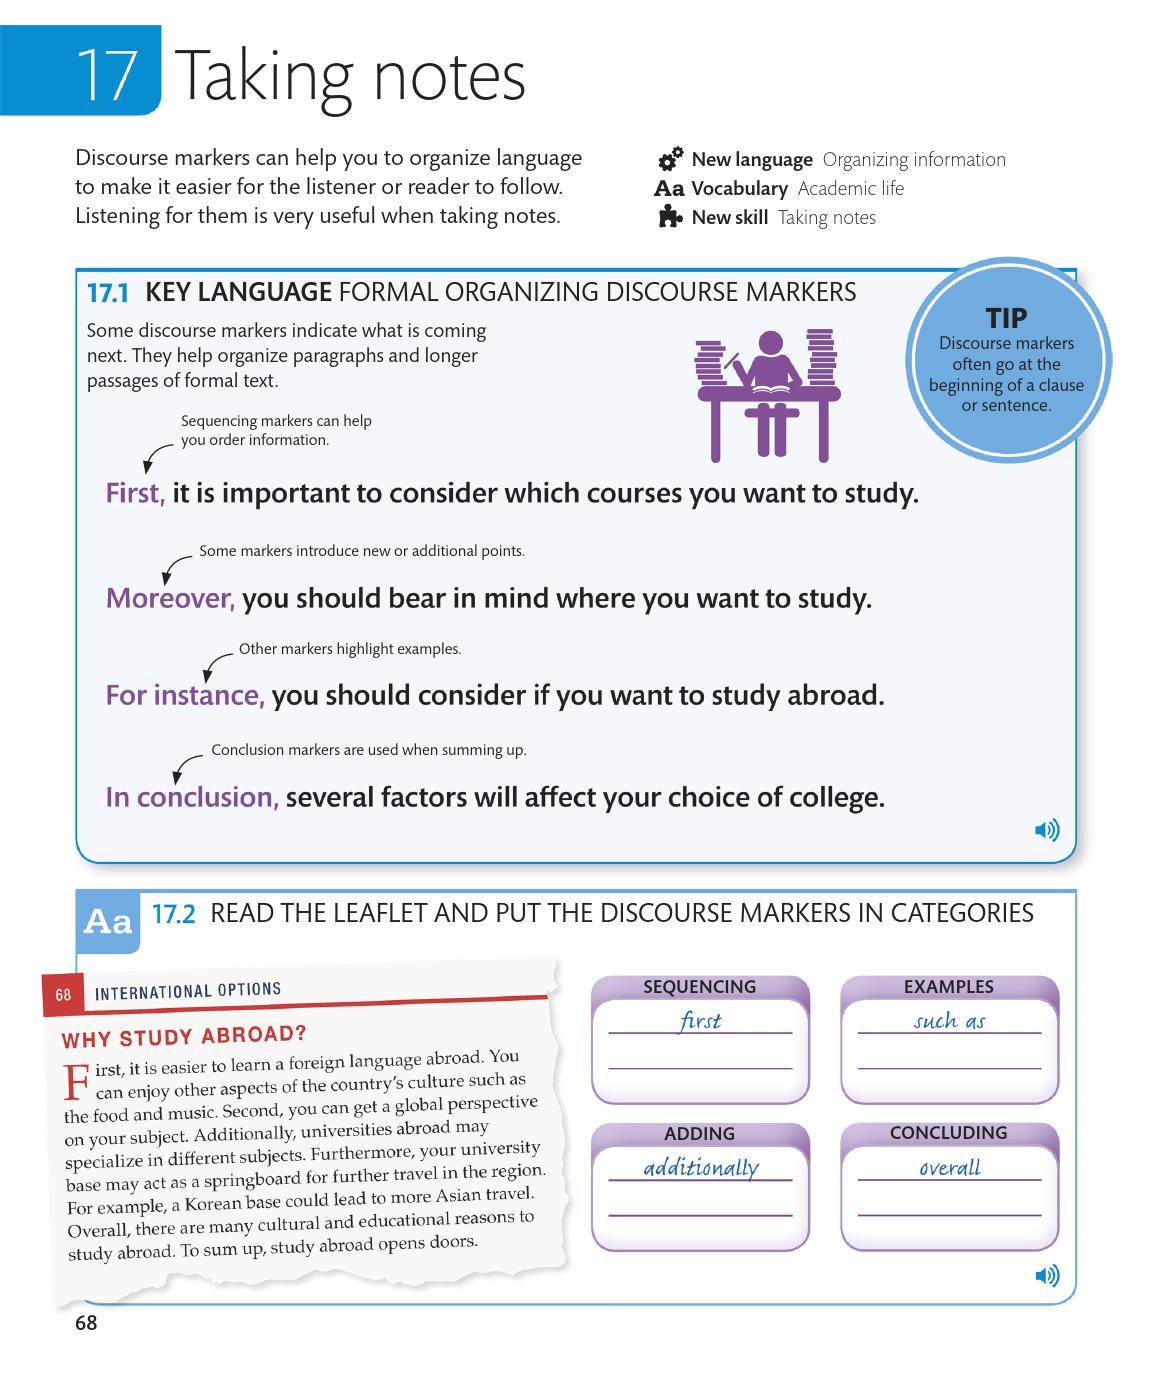 17 Taking notes
Discourse markers can help you to organize language
to make it easier for the listener or reader to follow.
Listening for them is very useful when taking notes.
New language Organizing information
Aa Vocabulary Academic life
New skill Taking notes
17.1 KEY LANGUAGE FORMAL ORGANIZING DISCOURSE MARKERS
Some discourse markers indicate what is coming
next. They help organize paragraphs and longer
passages of formal text.
TIP
Discourse markers
often go at the
beginning of a clause
or sentence.
Sequencing markers can help
you order information.
First, it is important to consider which courses you want to study.
Some markers introduce new or additional points.
Moreover, you should bear in mind where you want to study.
Other markers highlight examples.
For instance, you should consider if you want to study abroad.
Conclusion markers are used when summing up.
In conclusion, several factors will affect your choice of college.
Aa 17.2 READ THE LEAFLET AND PUT THE DISCOURSE MARKERS IN CATEGORIES
68 INTERNATIONAL OPTIONS
WHY STUDY ABROAD?
First, it is easier to learn a foreign language abroad. You
can enjoy other aspects of the country's culture such as
the food and music. Second, you can get a global perspective
on your subject. Additionally, universities abroad may
specialize in different subjects. Furthermore, your university
base may act as a springboard for further travel in the region.
For example, a Korean base could lead to more Asian travel.
Overall, there are many cultural and educational reasons to
study abroad. To sum up, study abroad opens doors.
SEQUENCING
first
EXAMPLES
such as
ADDING
additionally
CONCLUDING
overall
68